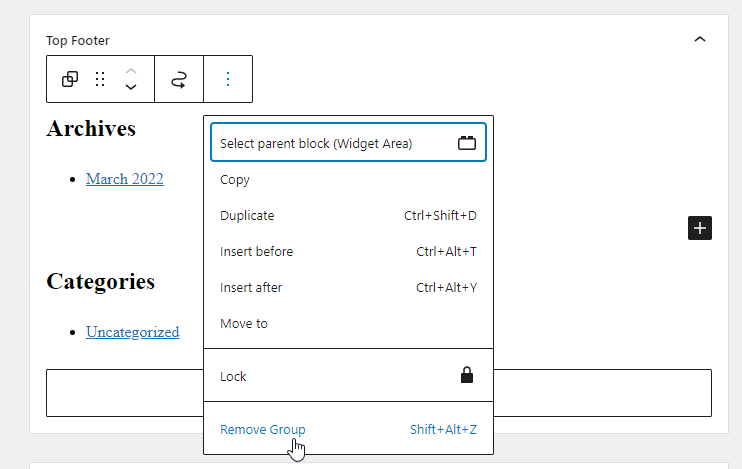 Top Footer
Archives
March 2022
Categories
Uncategorized
Select parent block (Widget Area)
Copy
Duplicate Ctrl+Shift+D
Insert before Ctrl+Alt+T
Insert after Ctrl+Alt+Y
Move to
Lock
Remove Group Shift+Alt+Z